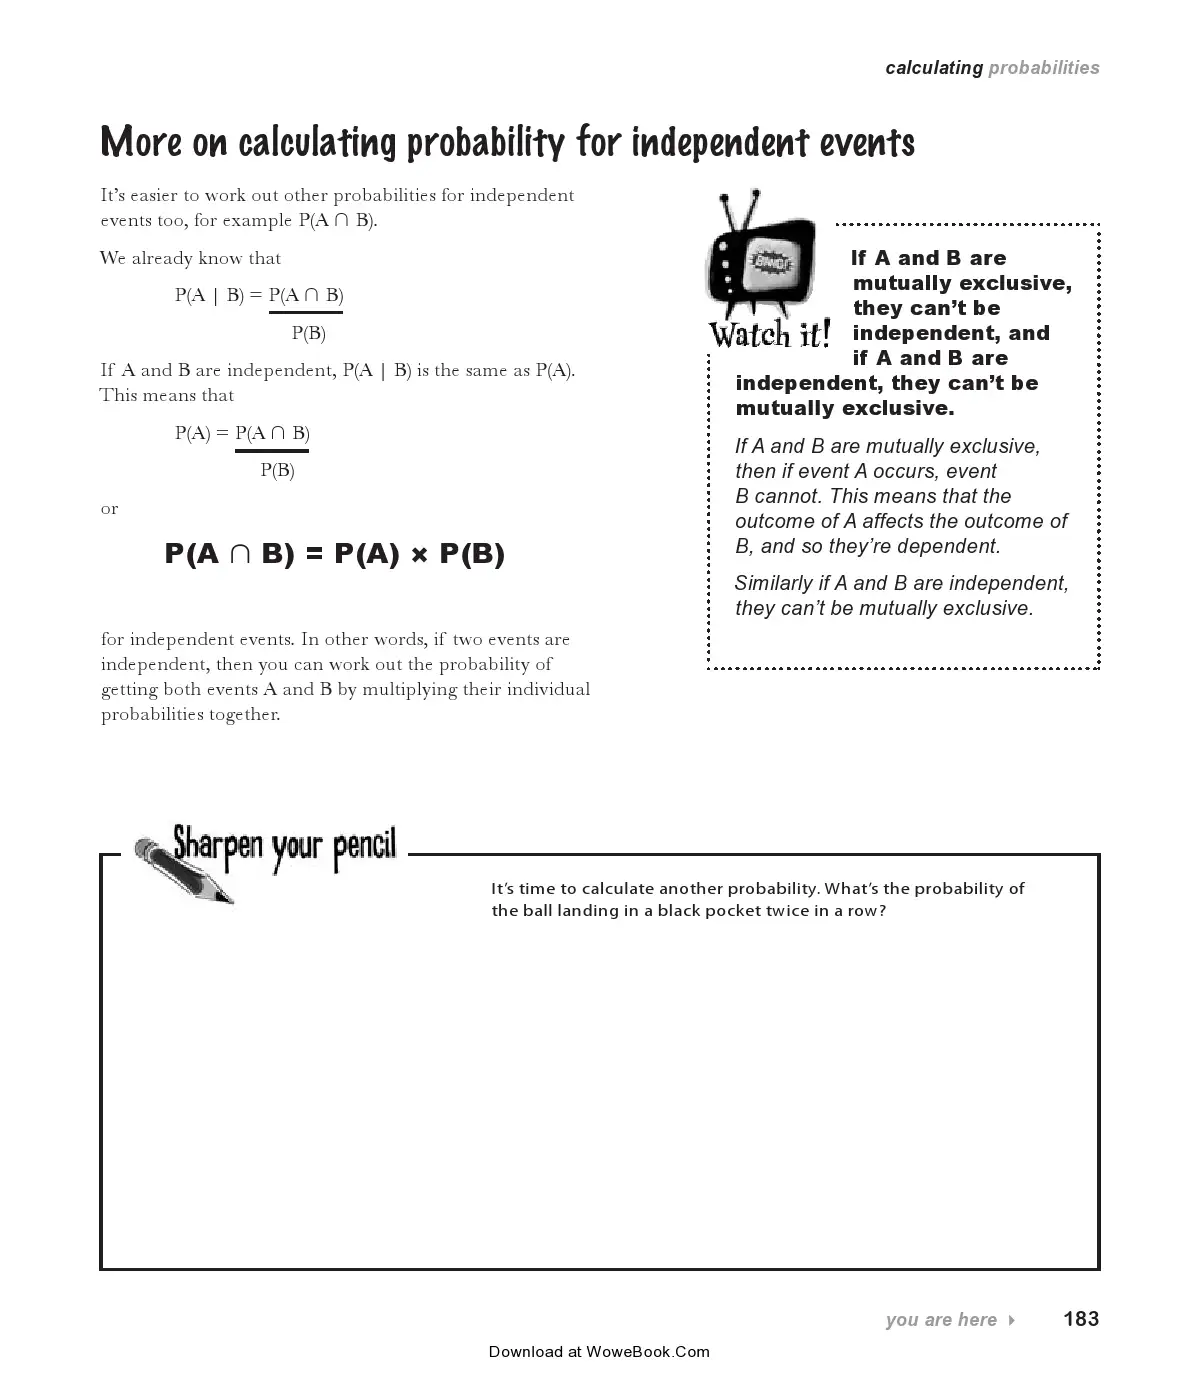 calculating probabilities
More on calculating probability for independent events
It’s easier to work out other probabilities for independent
events too, for example P(A ∩ B).
We already know that
P(A | B) = P(A ∩ B)
P(B)
If A and B are independent, P(A | B) is the same as P(A).
This means that
P(A) = P(A ∩ B)
P(B)
or
P(A ∩ B) = P(A) × P(B)
for independent events. In other words, if two events are
independent, then you can work out the probability of
getting both events A and B by multiplying their individual
probabilities together.
BANG!
Watch it!
If A and B are
mutually exclusive,
they can’t be
independent, and
if A and B are
independent, they can’t be
mutually exclusive.
If A and B are mutually exclusive,
then if event A occurs, event
B cannot. This means that the
outcome of A affects the outcome of
B, and so they’re dependent.
Similarly if A and B are independent,
they can’t be mutually exclusive.
Sharpen your pencil
It’s time to calculate another probability. What’s the probability of
the ball landing in a black pocket twice in a row?
you are here
183
Download at WoweBook.Com